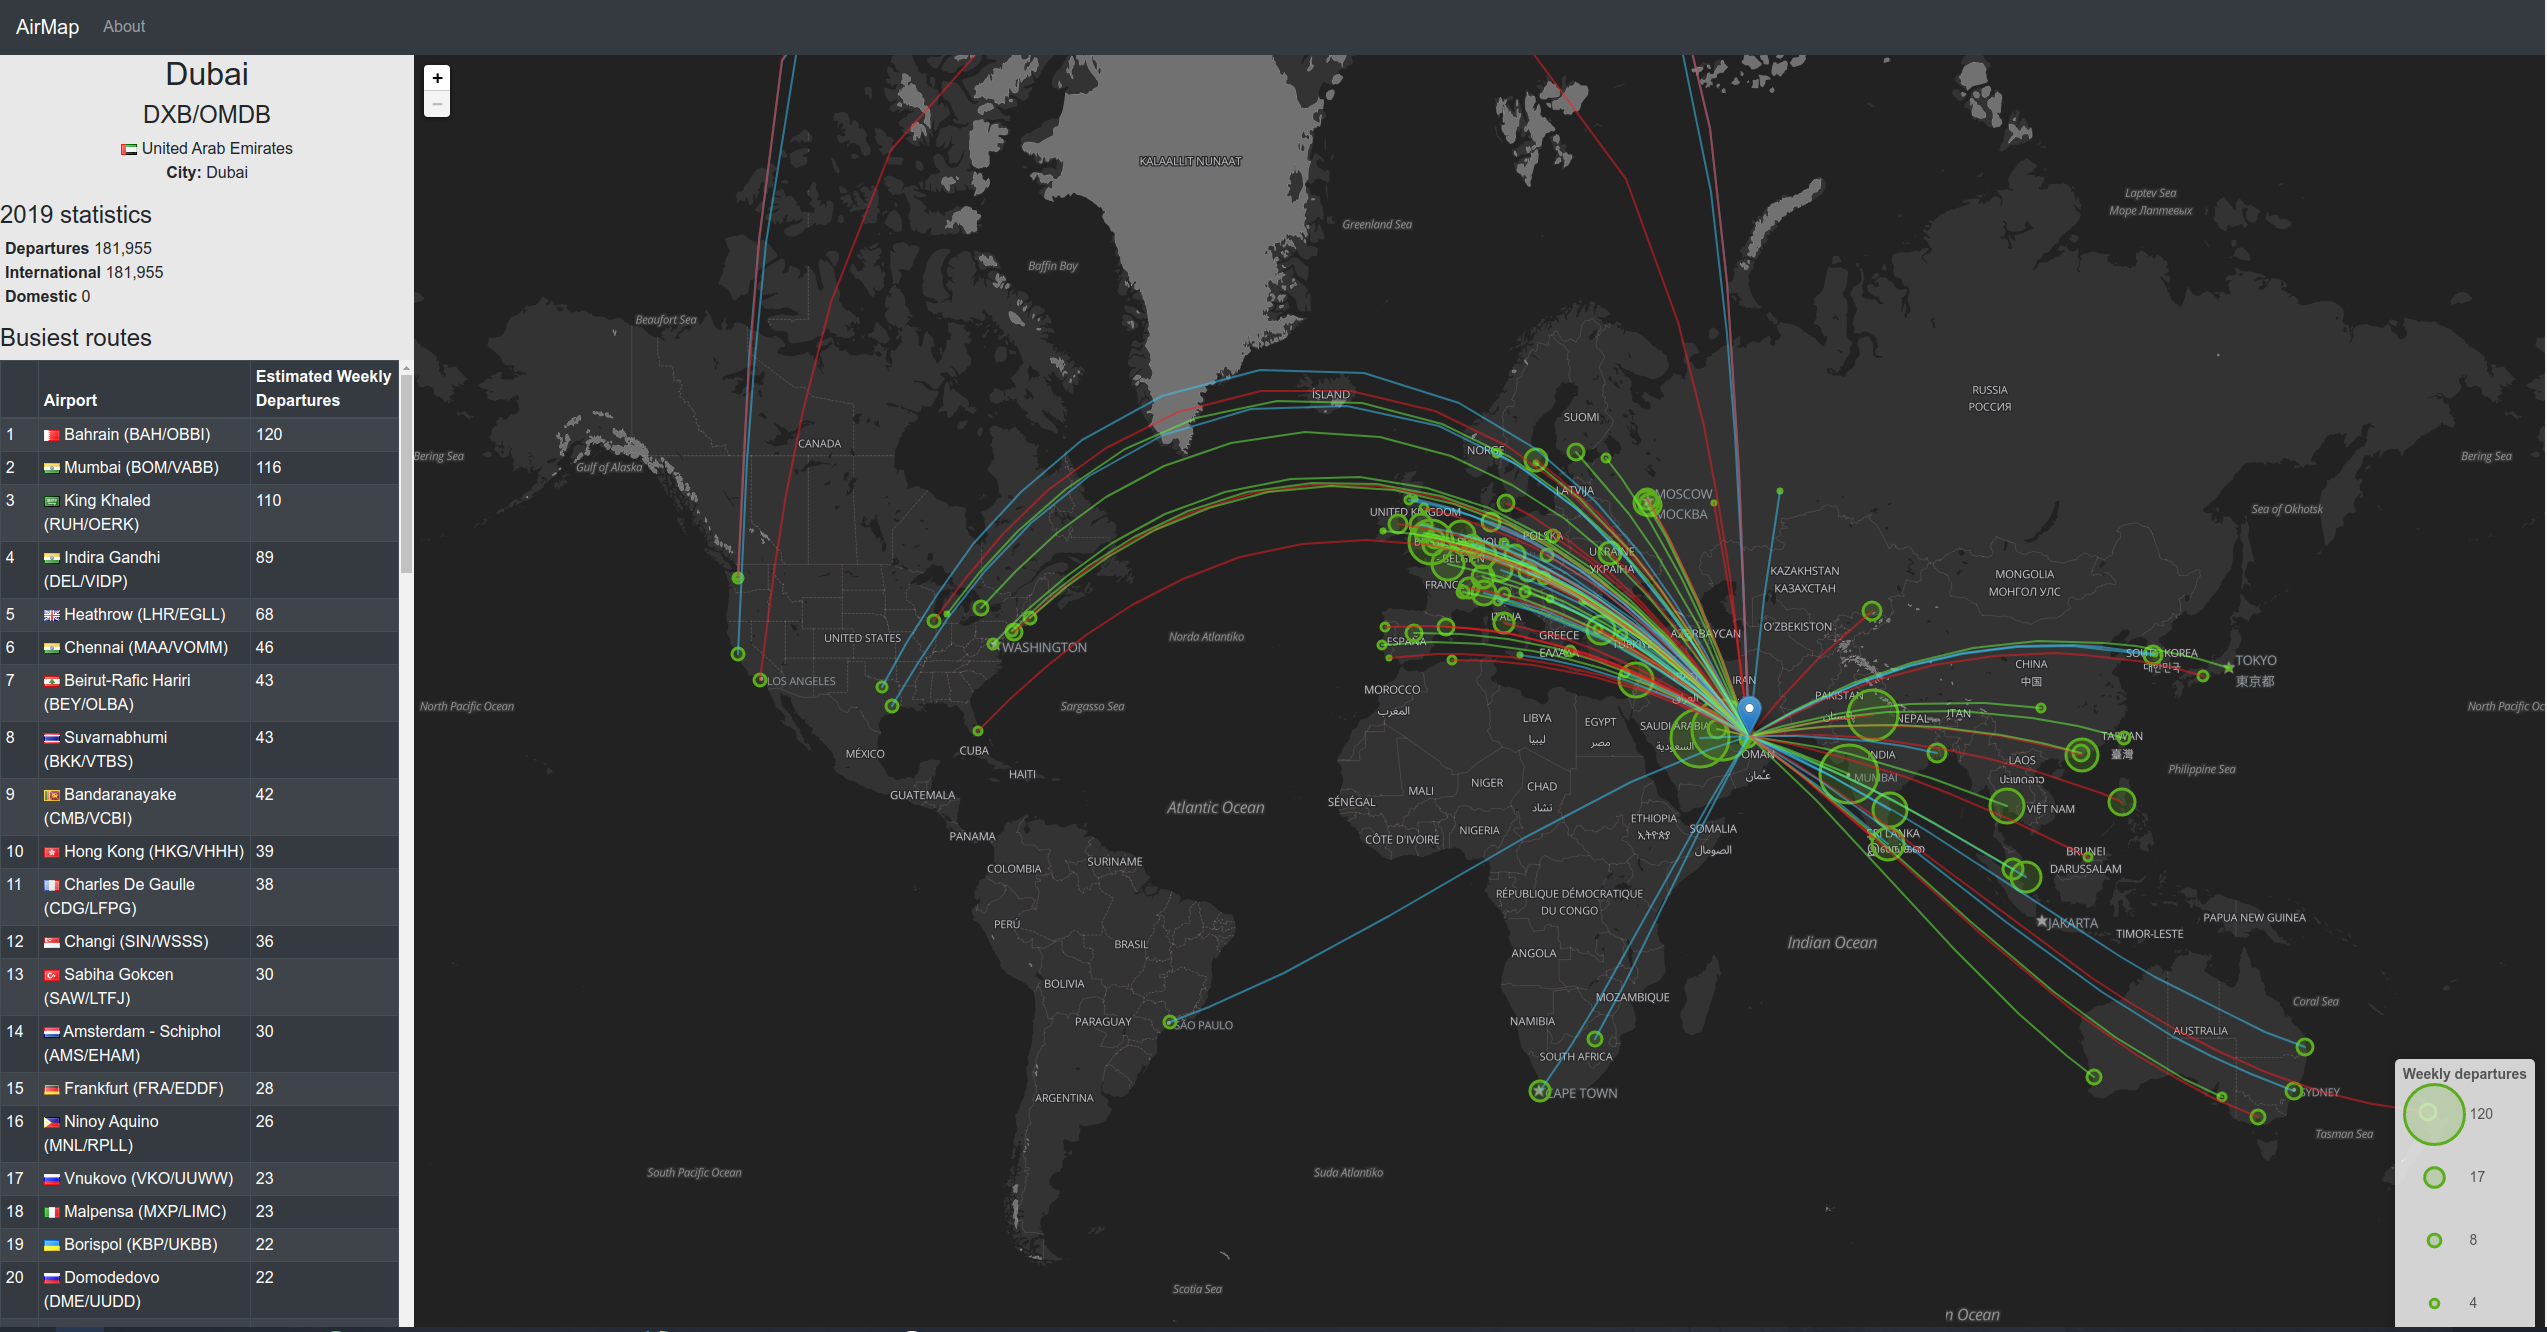 AirMap About
Dubai
DXB/OMDB
United Arab Emirates
City: Dubai
2019 statistics
Departures 181,955
International 181,955
Domestic 0
Busiest routes
Airport
Estimated Weekly
Departures
1 Bahrain (BAH/OBBI) 120
2 Mumbai (BOM/VABB) 116
3 King Khaled
(RUH/OERK) 110
4 Indira Gandhi
(DEL/VIDP) 89
5 Heathrow (LHR/EGLL) 68
6 Chennai (MAA/VOMM) 46
7 Beirut-Rafic Hariri
(BEY/OLBA) 43
8 Suvarnabhumi
(BKK/VTBS) 43
9 Bandaranayake
(CMB/VCBI) 42
10 Hong Kong (HKG/VHHH) 39
11 Charles De Gaulle
(CDG/LFPG) 38
12 Changi (SIN/WSSS) 36
13 Sabiha Gokcen
(SAW/LTFJ) 30
14 Amsterdam - Schiphol
(AMS/EHAM) 30
15 Frankfurt (FRA/EDDF) 28
16 Ninoy Aquino
(MNL/RPLL) 26
17 Vnukovo (VKO/UUWW) 23
18 Malpensa (MXP/LIMC) 23
19 Borispol (KBP/UKBB) 22
20 Domodedovo
(DME/UUDD) 22
+
−
KALAALLIT NUNAAT
Greenland Sea
Laptev Sea
Море Лаптевых
Baffin Bay
Beaufort Sea
ÍSLAND
RUSSIA
РОССИЯ
SUOMI
CANADA
NORGE
Bering Sea
Bering Sea
Gulf of Alaska
LATVIJA
MOSCOW
МОСКВА
UNITED KINGDOM
Sea of Okhotsk
POLSKA
UKRAINE
УКРАЇНА
BELGIEN
KAZAKHSTAN
КАЗАХСТАН
MONGOLIA
МОНГОЛ УЛС
FRANC
ITALIA
O'ZBEKISTON
AZƏRBAYCAN
GREECE
ΕΛΛΑΔ
TÜRKIYE
ESPAÑA
UNITED STATES
Norda Atlantiko
WASHINGTON
SOUTH KOREA
대한민국
TOKYO
東京都
CHINA
中国
LOS ANGELES
IRAN
MOROCCO
المغرب
PAKISTAN
پاکستان
North Pacific Ocean
Sargasso Sea
North Pacific Oc
LIBYA
ليبيا
EGYPT
مصر
SAUDI ARABIA
السعودية
NEPAL
TAN
TAIWAN
臺灣
MÉXICO
CUBA
OMAN
عمان
INDIA
LAOS
ປະເທດລາວ
Philippine Sea
HAITI
MUMBAI
GUATEMALA
Atlantic Ocean
SÉNÉGAL
MALI
NIGER
CHAD
تشاد
VIỆT NAM
PANAMA
CÔTE D'IVOIRE
NIGERIA
ETHIOPIA
ኢትዮጵያ
SOMALIA
الصومال
SRI LANKA
இலங்கை
BRUNEI
DARUSSALAM
COLOMBIA
SURINAME
RÉPUBLIQUE DÉMOCRATIQUE
DU CONGO
PERÚ
BRASIL
JAKARTA
PAPUA NEW GUINEA
TIMOR-LESTE
Indian Ocean
ANGOLA
BOLIVIA
MOZAMBIQUE
Coral Sea
PARAGUAY
SÃO PAULO
NAMIBIA
AUSTRALIA
SOUTH AFRICA
ARGENTINA
CAPE TOWN
SYDNEY
Tasman Sea
South Pacific Ocean
Suda Atlantiko
Scotia Sea
n Ocean
Weekly departures
120
17
8
4